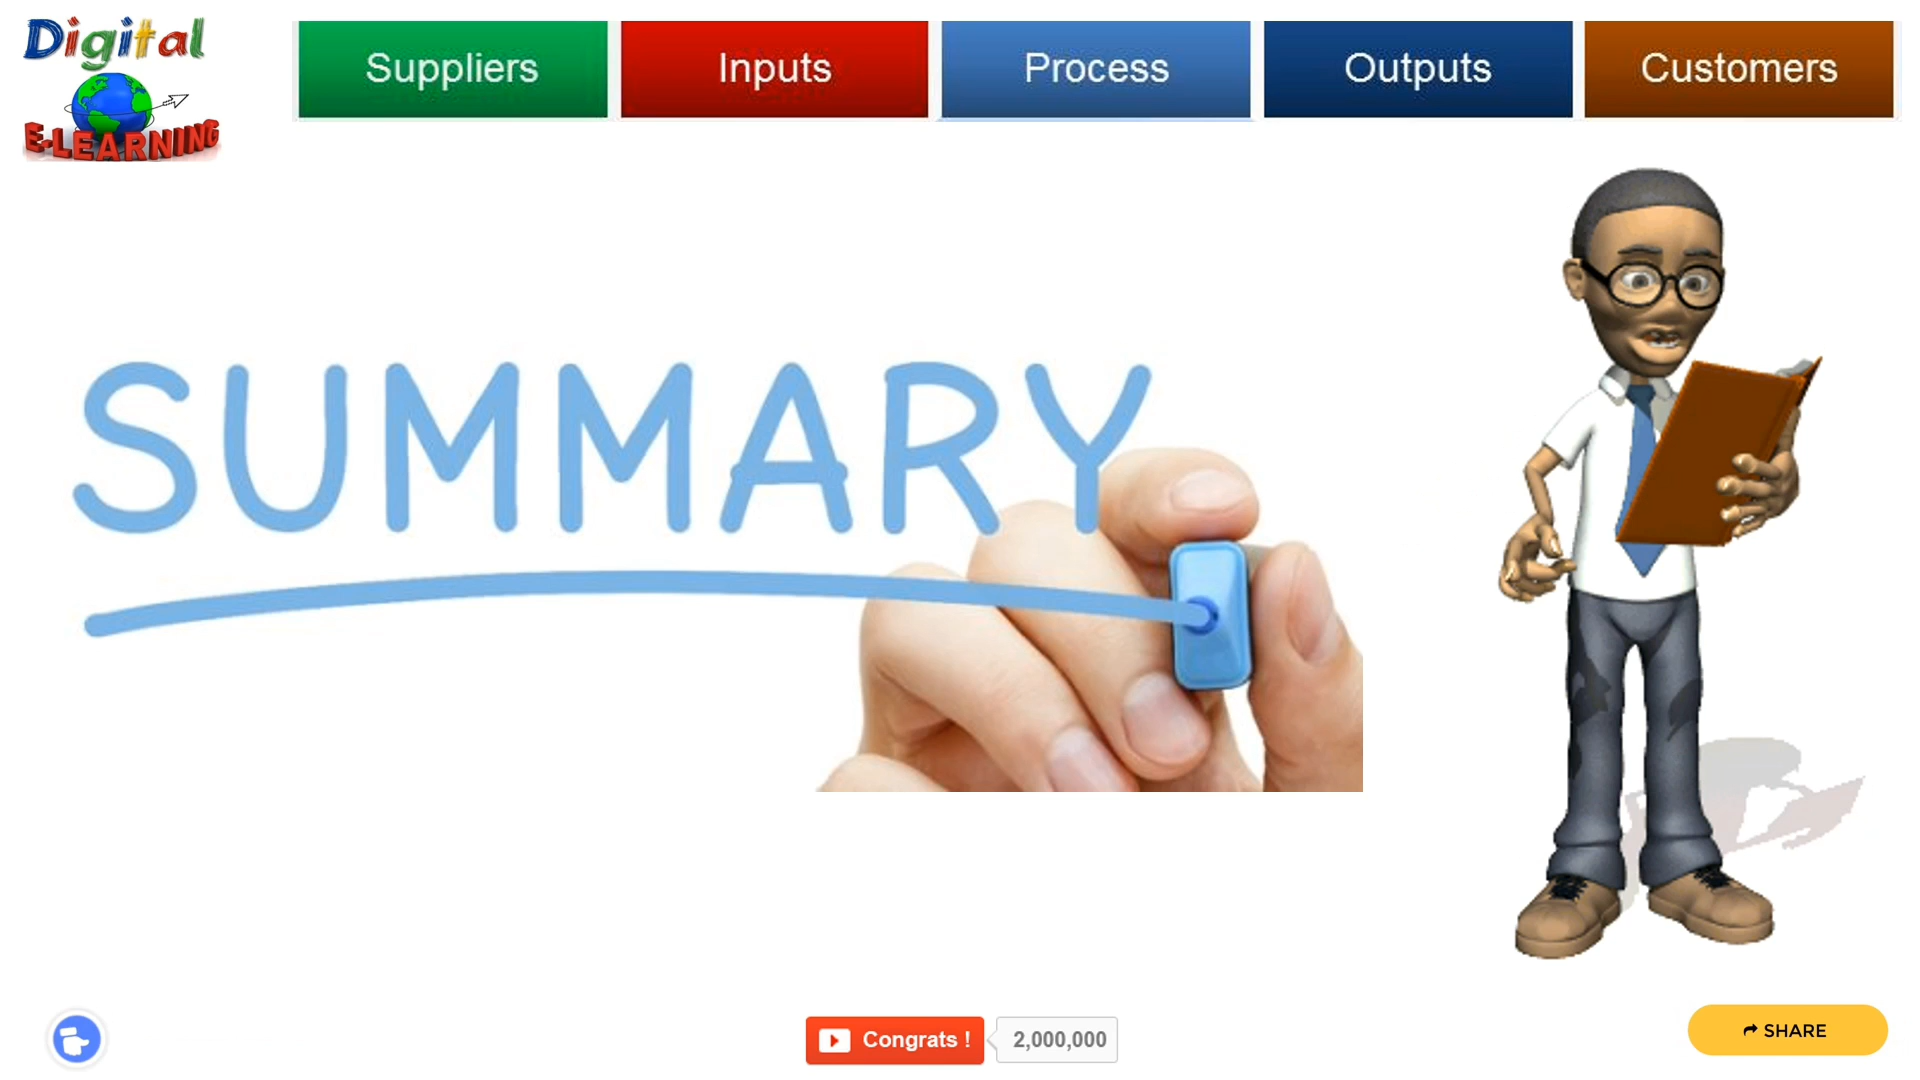 Digital
E-LEARNING
Suppliers
Inputs
Process
Outputs
Customers
SUMMARY
Congrats !
2,000,000
SHARE